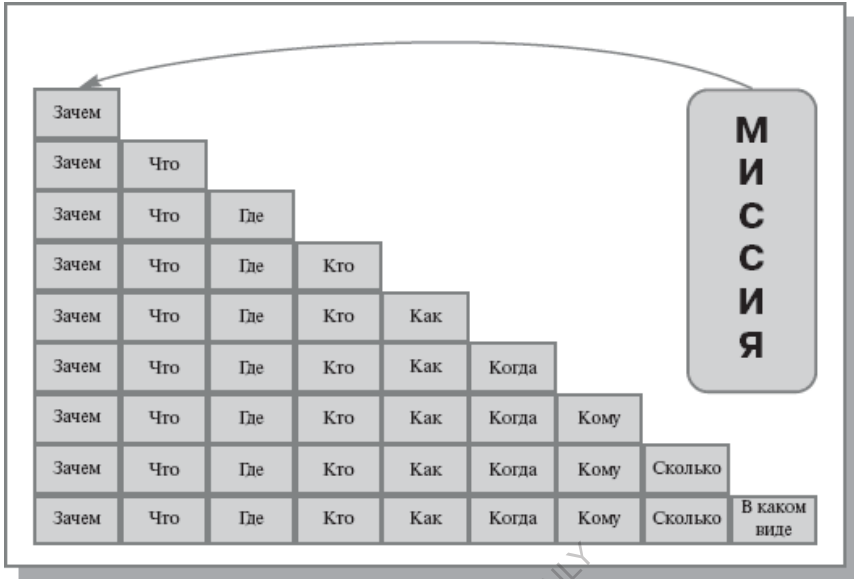 Зачем
Зачем Что
Зачем Что Где
Зачем Что Где Кто
Зачем Что Где Кто Как
Зачем Что Где Кто Как Когда
Зачем Что Где Кто Как Когда Кому
Зачем Что Где Кто Как Когда Кому Сколько
Зачем Что Где Кто Как Когда Кому Сколько В каком
виде
М
И
С
С
И
Я